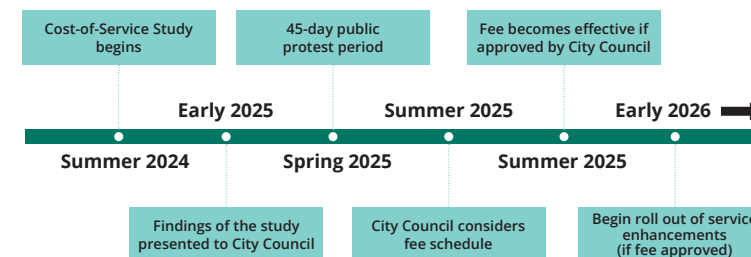 Cost-of-Service Study
begins
45-day public
protest period
Fee becomes effective if
approved by City Council
Early 2025
Summer 2025
Early 2026
Summer 2024
Spring 2025
Summer 2025
Findings of the study
presented to City Council
City Council considers
fee schedule
Begin roll out of service
enhancements
(if fee approved)